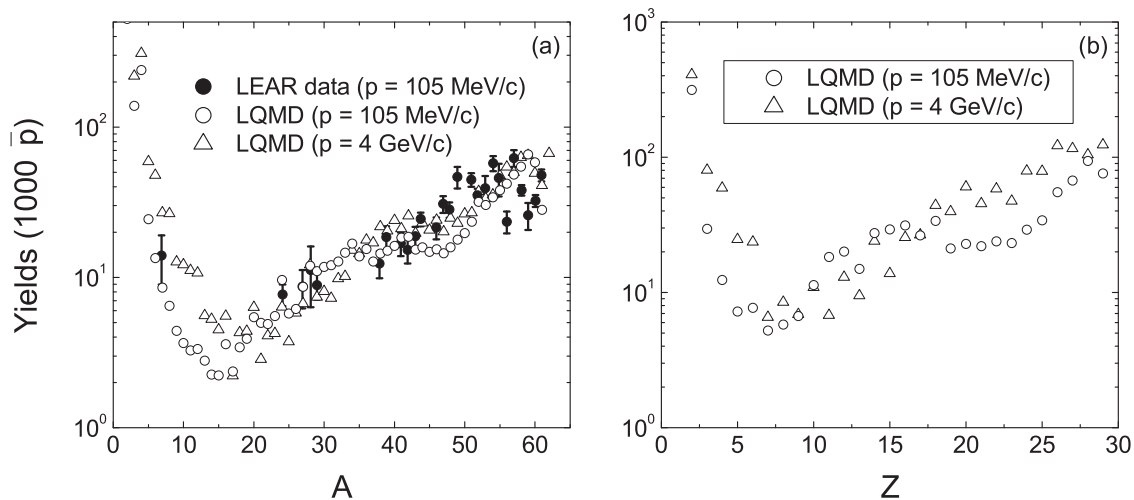 (a)
LEAR data (p = 105 MeV/c)
LQMD (p = 105 MeV/c)
LQMD (p = 4 GeV/c)
Yields (1000 p̅)
10²
10¹
10⁰
0 10 20 30 40 50 60
A
(b)
LQMD (p = 105 MeV/c)
LQMD (p = 4 GeV/c)
10³
10²
10¹
10⁰
0 5 10 15 20 25 30
Z